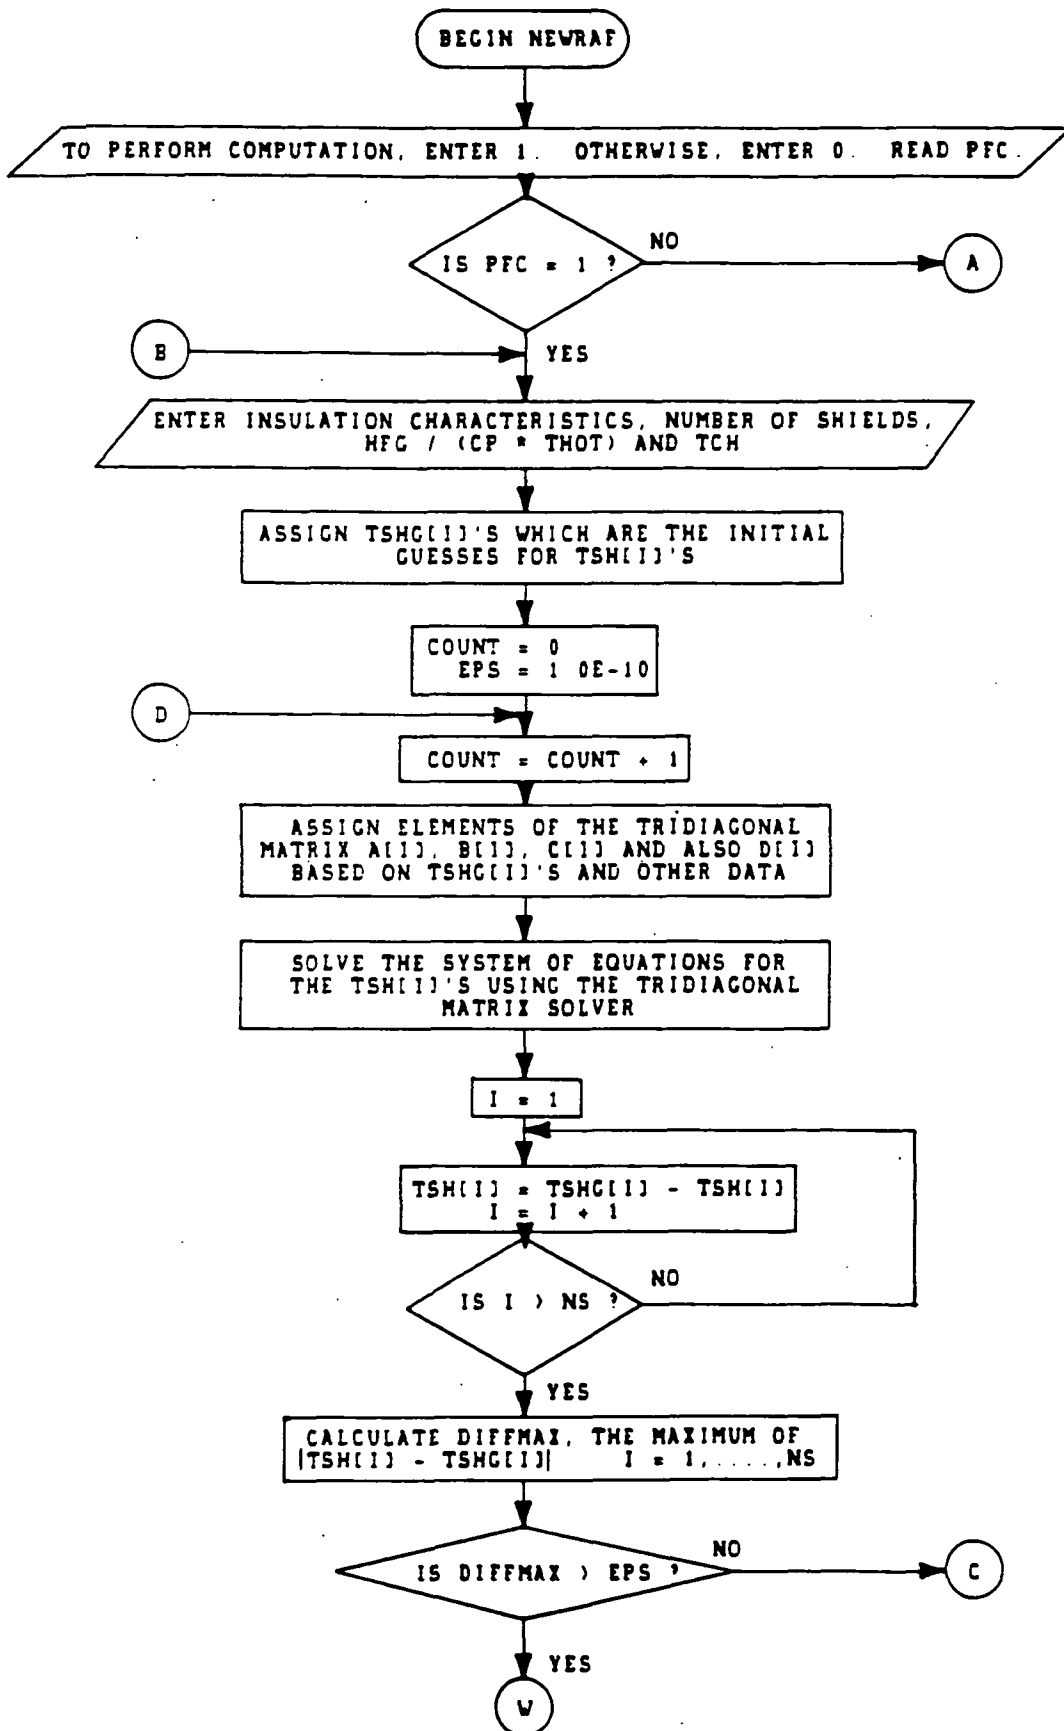 BEGIN NEWRAF
TO PERFORM COMPUTATION, ENTER 1. OTHERWISE, ENTER 0. READ PFC.
IS PFC = 1 ?
NO
A
B
YES
ENTER INSULATION CHARACTERISTICS, NUMBER OF SHIELDS,
HFG / (CP * THOT) AND TCH
ASSIGN TSHG[I]'S WHICH ARE THE INITIAL
GUESSES FOR TSH[I]'S
COUNT = 0
EPS = 1 0E-10
D
COUNT = COUNT + 1
ASSIGN ELEMENTS OF THE TRIDIAGONAL
MATRIX A[I], B[I], C[I] AND ALSO D[I]
BASED ON TSHG[I]'S AND OTHER DATA
SOLVE THE SYSTEM OF EQUATIONS FOR
THE TSH[I]'S USING THE TRIDIAGONAL
MATRIX SOLVER
I = 1
TSH[I] = TSHG[I] - TSH[I]
I = I + 1
IS I > NS ?
NO
YES
CALCULATE DIFFMAX, THE MAXIMUM OF
|TSH[I] - TSHG[I]| I = 1,....,NS
IS DIFFMAX > EPS ?
NO
C
YES
W